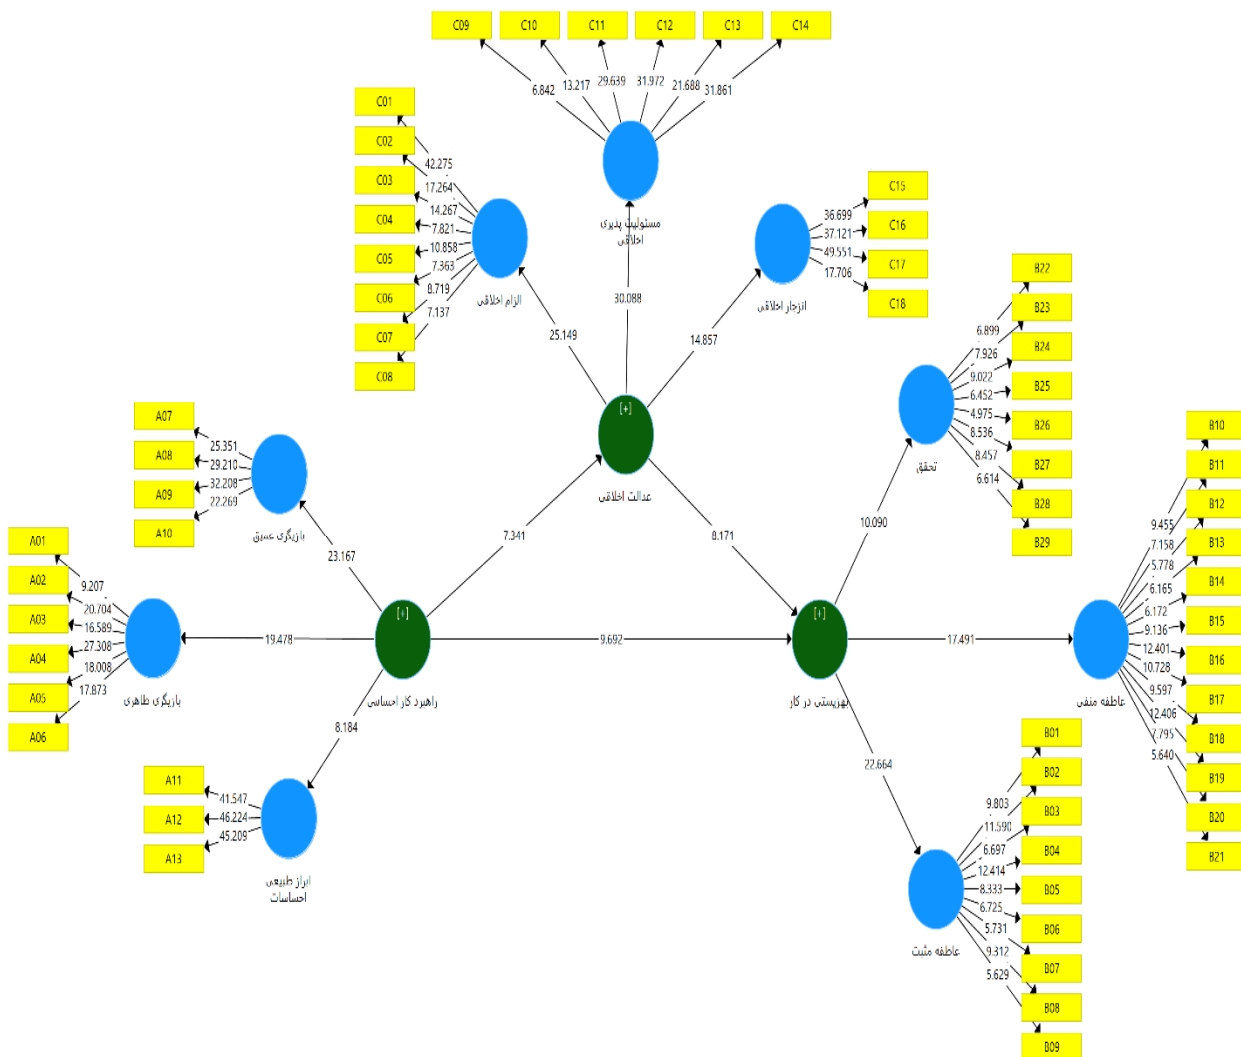 C09
C10
C11
C12
C13
C14
6.842
13.217
29.639
31.972
21.688
31.861
مسئولیت پذیری
اخلاقی
C01
C02
C03
C04
C05
C06
C07
C08
42.275
17.264
14.267
7.821
10.858
7.363
8.719
7.137
الزام اخلاقی
C15
C16
C17
C18
36.699
37.121
49.551
17.706
انزجار اخلاقی
25.149
30.088
14.857
[+]
عدالت اخلاقی
B22
B23
B24
B25
B26
B27
B28
B29
6.899
7.926
9.022
6.452
4.975
8.536
8.457
6.614
تحقق
A07
A08
A09
A10
25.351
29.210
32.208
22.269
بازیگری عمیق
23.167
7.341
8.171
10.090
A01
A02
A03
A04
A05
A06
9.207
20.704
16.589
27.308
18.008
17.873
بازیگری ظاهری
19.478
[+]
راهبرد کار احساسی
9.692
[+]
بهزیستی در کار
17.491
B10
B11
B12
B13
B14
B15
B16
B17
B18
B19
B20
B21
9.455
7.158
5.778
6.165
6.172
9.136
12.401
10.728
9.597
12.406
7.795
5.640
عاطفه منفی
8.184
A11
A12
A13
41.547
46.224
45.209
ابراز طبیعی
احساسات
22.664
B01
B02
B03
B04
B05
B06
B07
B08
B09
9.803
11.590
6.697
12.414
8.333
6.725
5.731
9.312
5.629
عاطفه مثبت